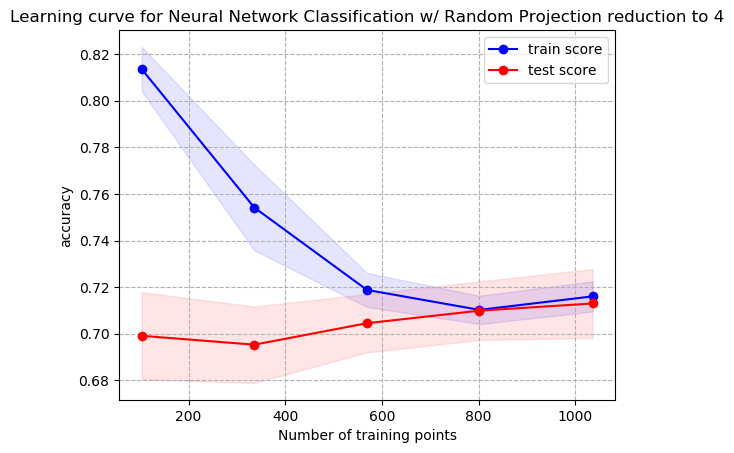 Learning curve for Neural Network Classification w/ Random Projection reduction to 4
train score
test score
accuracy
0.82
0.80
0.78
0.76
0.74
0.72
0.70
0.68
200
400
600
800
1000
Number of training points